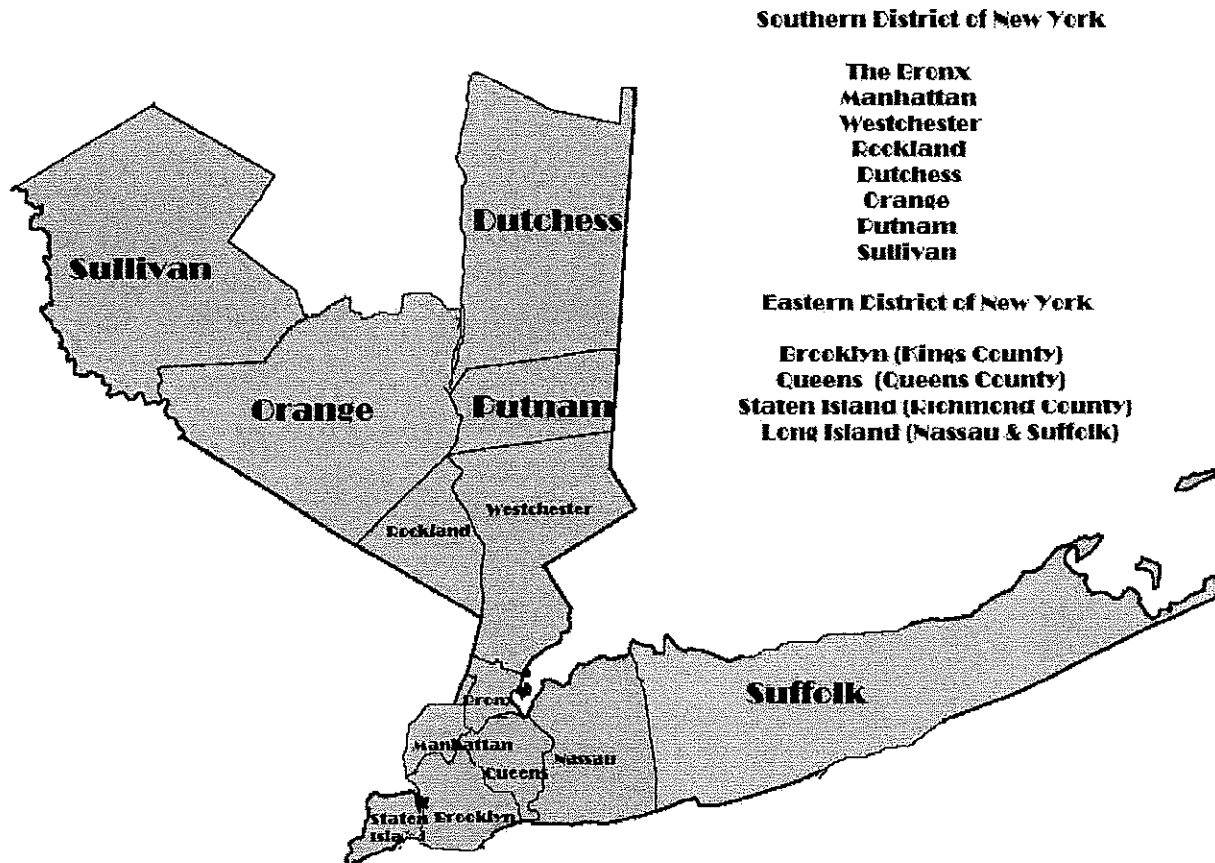 Southern District of New York
The Bronx
Manhattan
Westchester
Rockland
Dutchess
Orange
Putnam
Sullivan
Eastern District of New York
Brooklyn (Kings County)
Queens (Queens County)
Staten Island (Richmond County)
Long Island (Nassau & Suffolk)
Dutchess
Sullivan
Orange
Putnam
Westchester
Rockland
Suffolk
Bronx
Manhattan
Nassau
Queens
Staten
Brooklyn